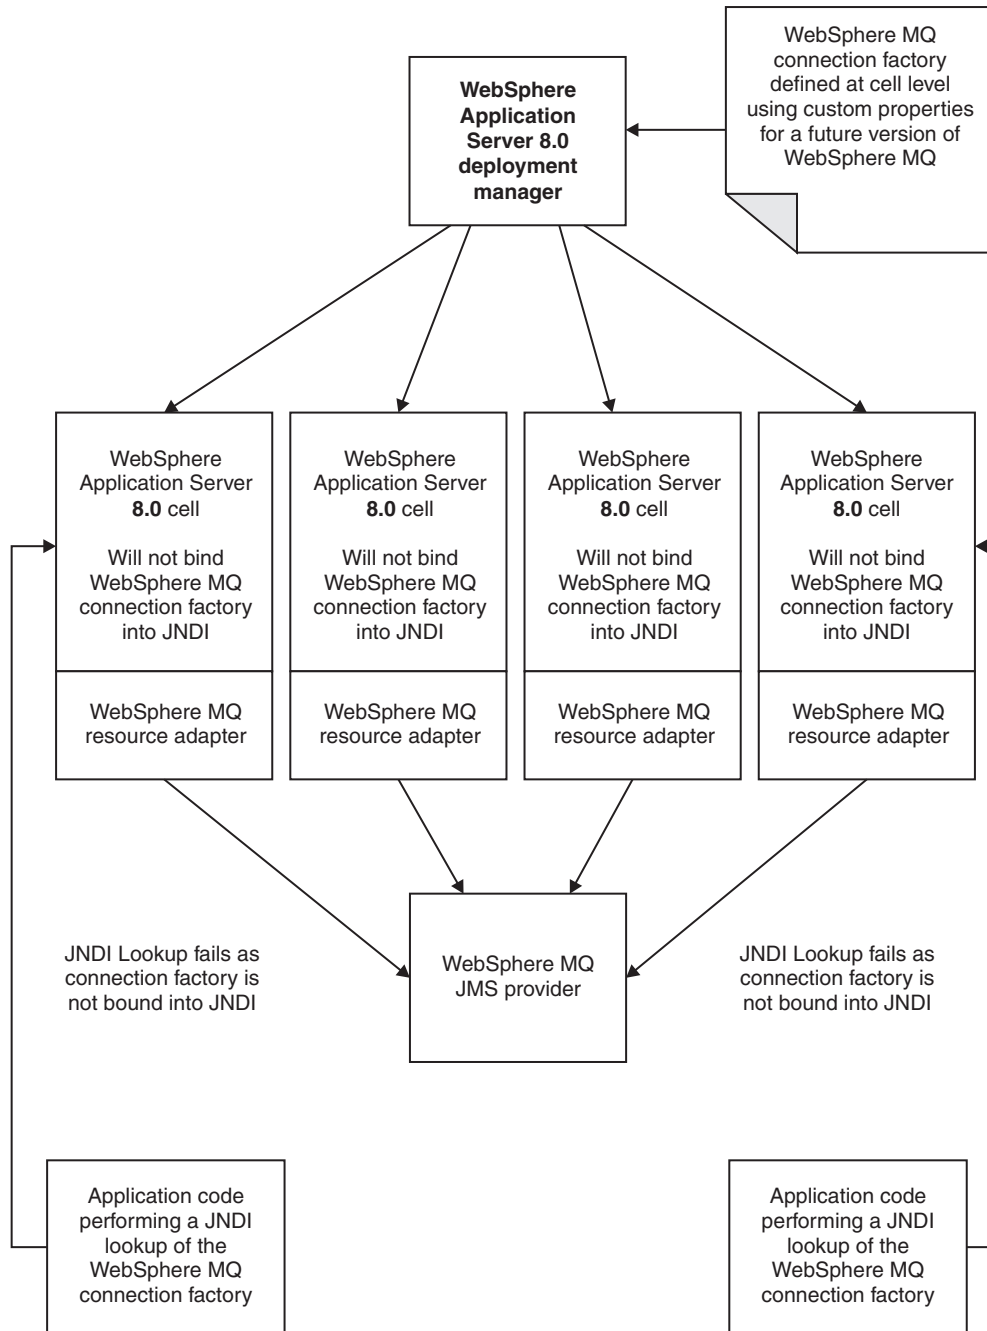 WebSphere MQ
connection factory
defined at cell level
using custom properties
for a future version of
WebSphere MQ
WebSphere
Application
Server 8.0
deployment
manager
WebSphere
Application Server
8.0 cell
Will not bind
WebSphere MQ
connection factory
into JNDI
WebSphere MQ
resource adapter
WebSphere
Application Server
8.0 cell
Will not bind
WebSphere MQ
connection factory
into JNDI
WebSphere MQ
resource adapter
WebSphere
Application Server
8.0 cell
Will not bind
WebSphere MQ
connection factory
into JNDI
WebSphere MQ
resource adapter
WebSphere
Application Server
8.0 cell
Will not bind
WebSphere MQ
connection factory
into JNDI
WebSphere MQ
resource adapter
JNDI Lookup fails as
connection factory is
not bound into JNDI
WebSphere MQ
JMS provider
JNDI Lookup fails as
connection factory is
not bound into JNDI
Application code
performing a JNDI
lookup of the
WebSphere MQ
connection factory
Application code
performing a JNDI
lookup of the
WebSphere MQ
connection factory